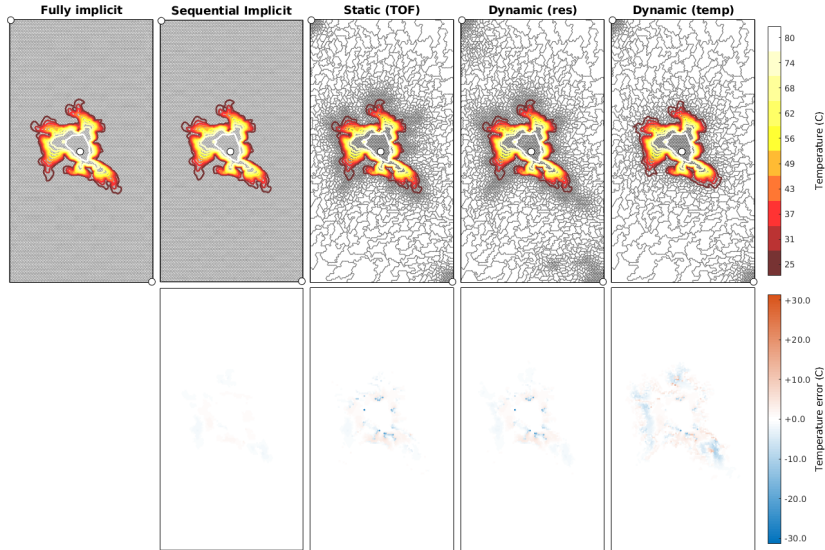 Fully implicit
Sequential Implicit
Static (TOF)
Dynamic (res)
Dynamic (temp)
80
74
68
62
56
49
43
37
31
25
Temperature (C)
+30.0
+20.0
+10.0
+0.0
-10.0
-20.0
-30.0
Temperature error (C)